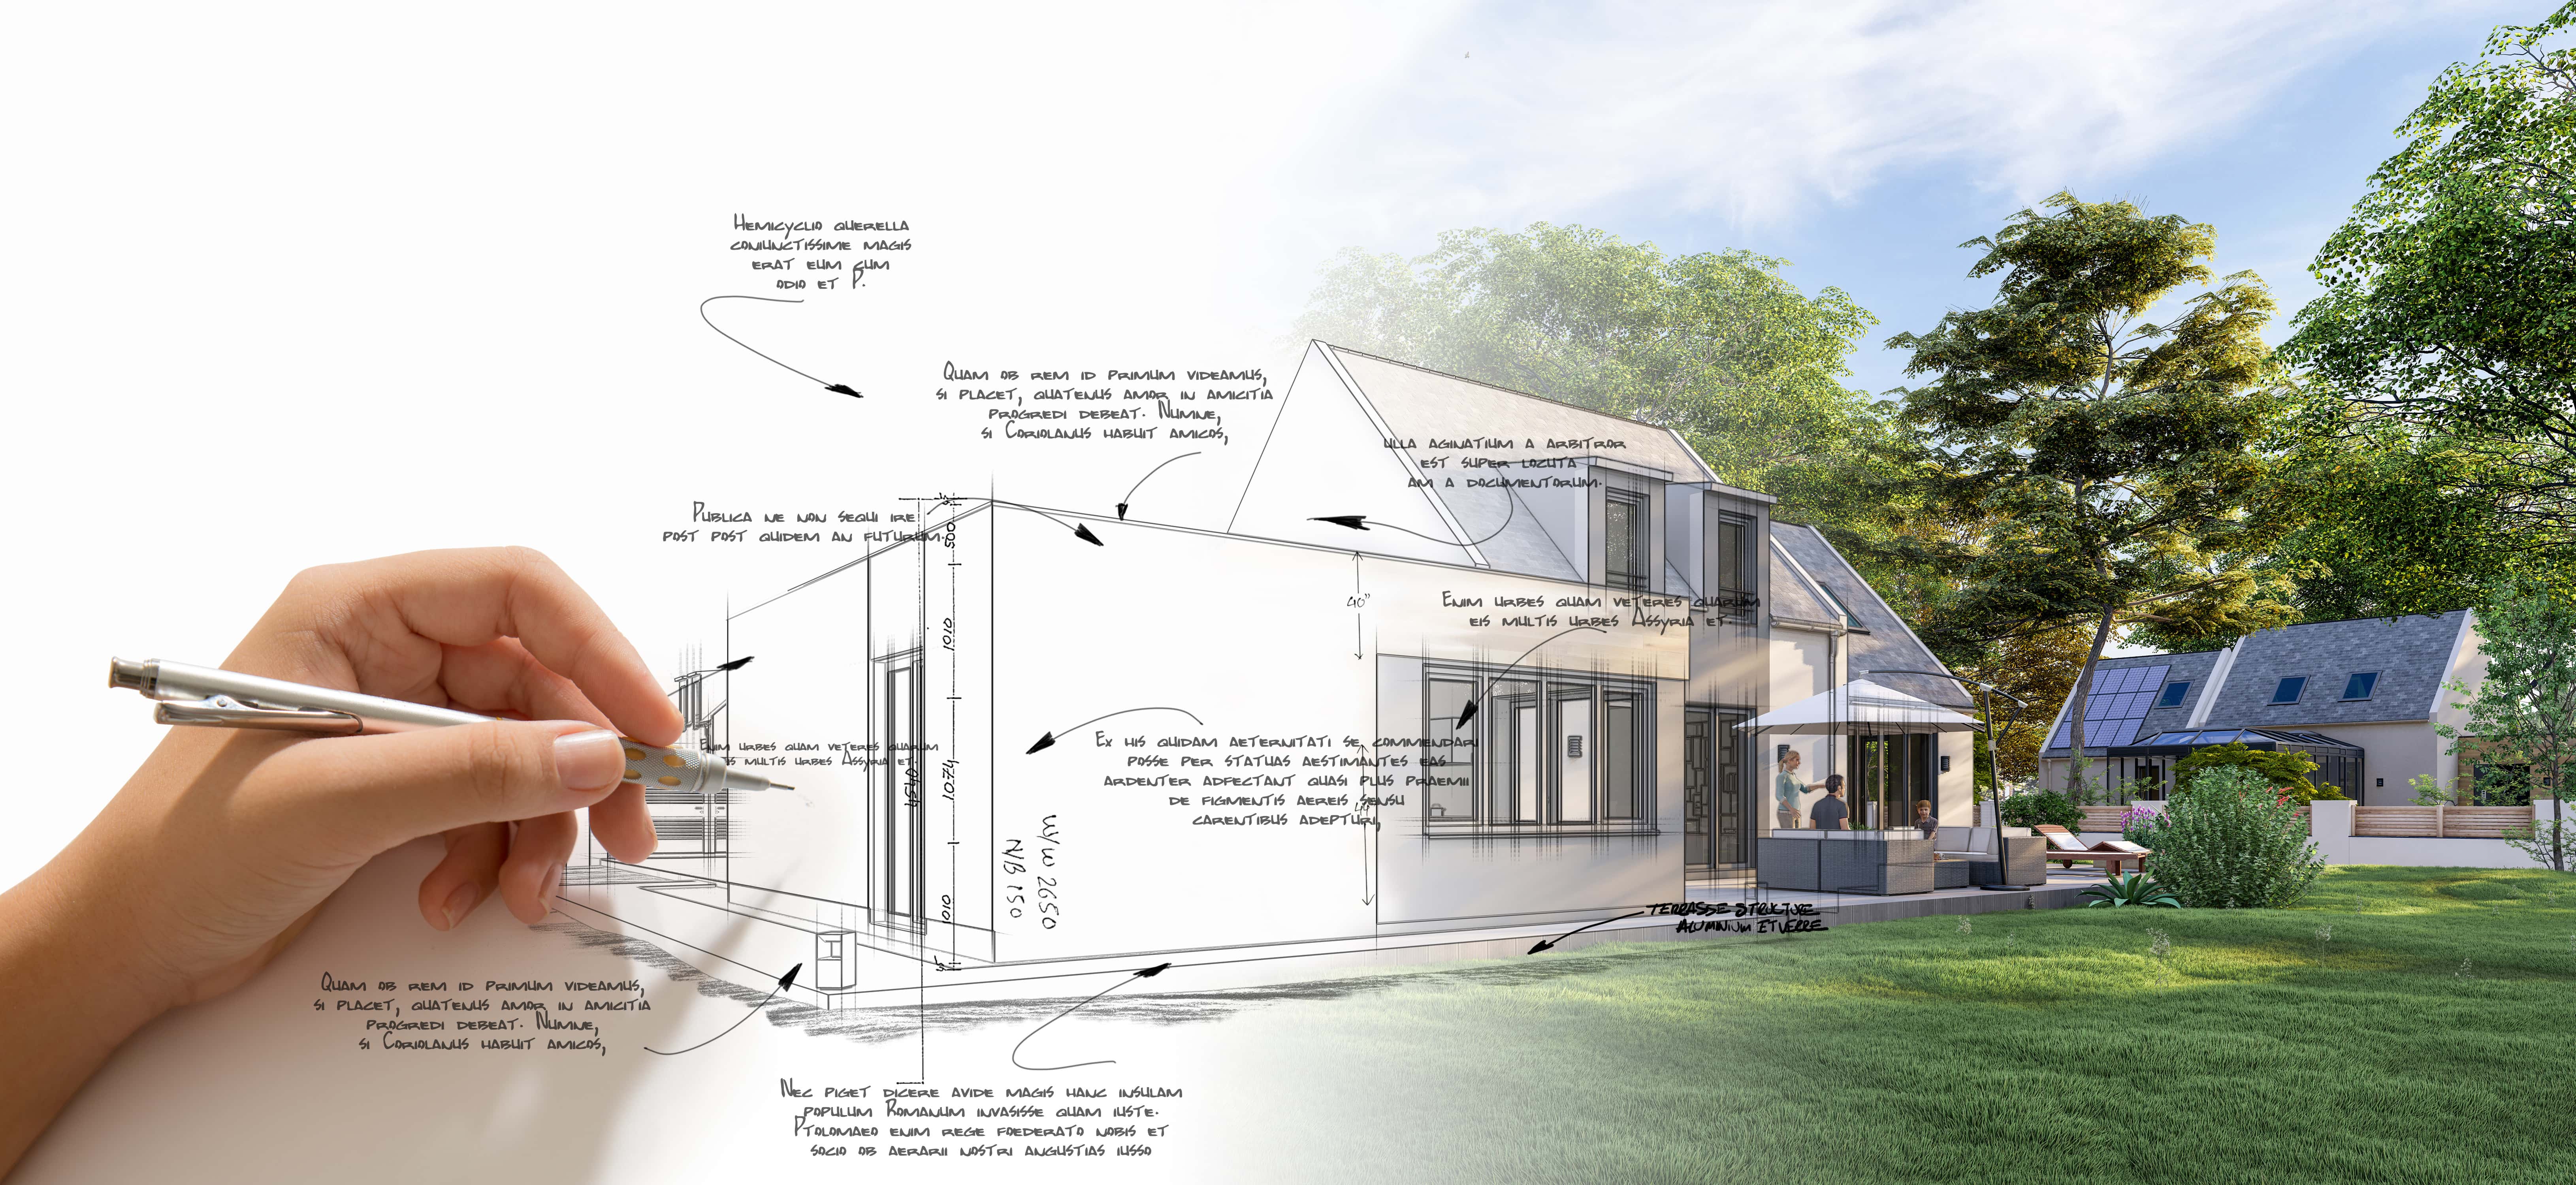 Hemicyclio querella
coniunctissime magis
erat eum cum
odio et P.
Quam ob rem id primum videamus,
si placet, quatenus amor in amicitia
progredi debeat. Numne,
si Coriolanus habuit amicos,
ulla aginatium a arbitror
est super locuta
am a documentorum.
Publica ne non sequi ire
post post quidem an futurum.
500
1010
40"
Enim urbes quam veteres quarum
eis multis urbes Assyria et.
Enim urbes quam veteres quarum
is multis urbes Assyria et.
4540
1074
Ex his quidam aeternitati se commendari
posse per statuas aestimantes eas
ardenter adfectant quasi plus praemii
de figmentis aereis sensu
carentibus adepturi,
W/W 2650
N/B 150
1010
TERRASSE STRUCTURE
ALUMINIUM ET VERRE
Quam ob rem id primum videamus,
si placet, quatenus amor in amicitia
progredi debeat. Numne,
si Coriolanus habuit amicos,
Nec piget dicere avide magis hanc insulam
populum Romanum invasisse quam iuste.
Ptolomaeo enim rege foederato nobis et
socio ob aerarii nostri angustias iusso